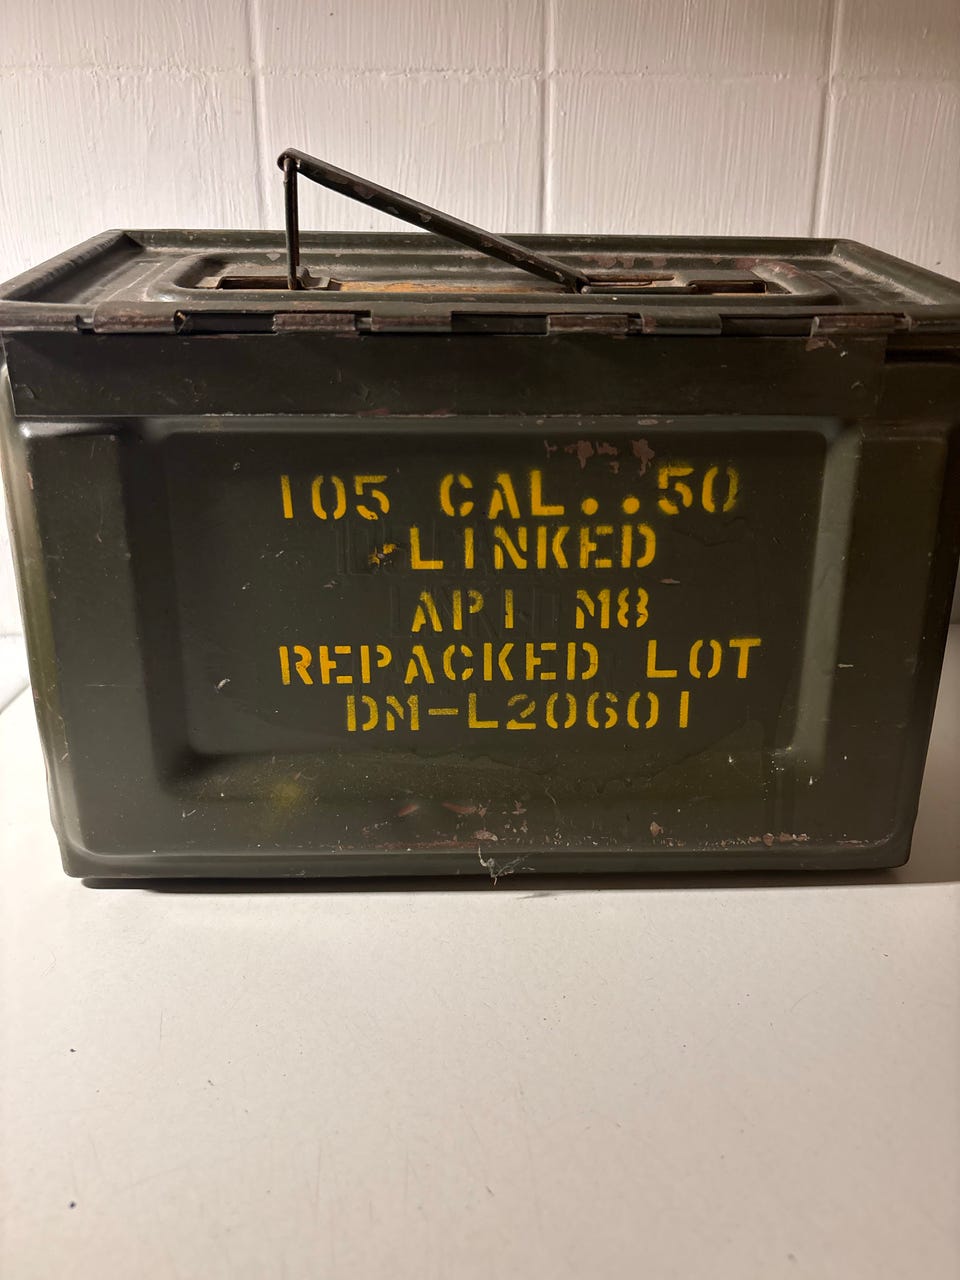 105 CAL..50
LINKED
API M8
REPACKED LOT
DM-L20601